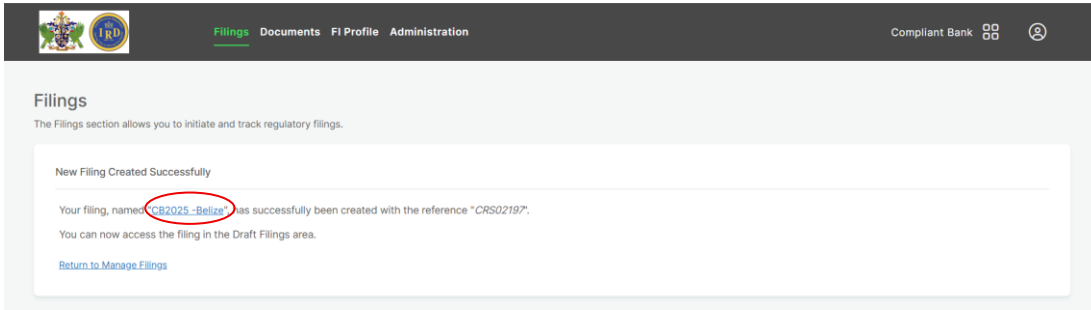 IRD
Filings Documents FI Profile Administration Compliant Bank
Filings
The Filings section allows you to initiate and track regulatory filings.
New Filing Created Successfully
Your filing, named "CB2025 -Belize", has successfully been created with the reference "CRS02197".
You can now access the filing in the Draft Filings area.
Return to Manage Filings